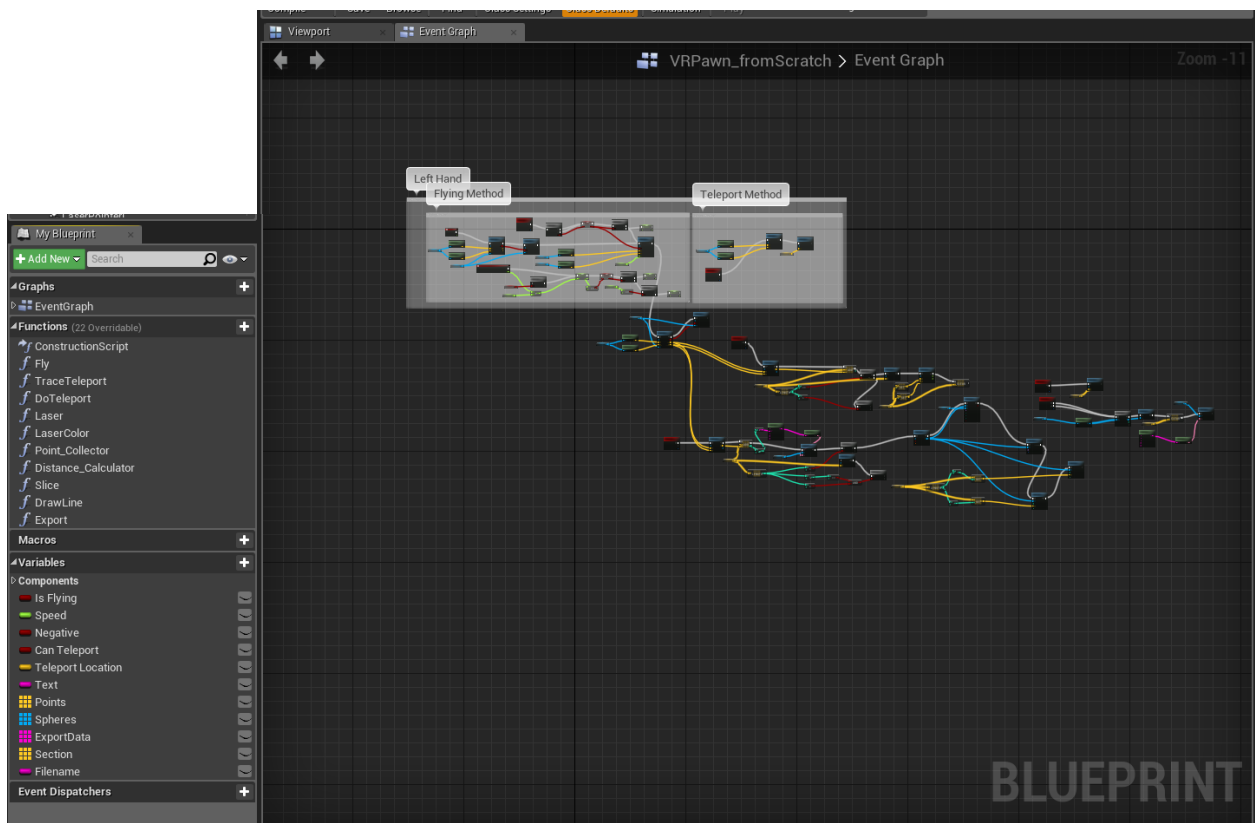 Viewport
Event Graph
VRPawn_fromScratch > Event Graph
Zoom -11
Left Hand
Flying Method
Teleport Method
My Blueprint
+ Add New
Search
Graphs
EventGraph
Functions (22 Overridable)
ConstructionScript
Fly
TraceTeleport
DoTeleport
Laser
LaserColor
Point_Collector
Distance_Calculator
Slice
DrawLine
Export
Macros
Variables
Components
Is Flying
Speed
Negative
Can Teleport
Teleport Location
Text
Points
Spheres
ExportData
Section
Filename
Event Dispatchers
BLUEPRINT